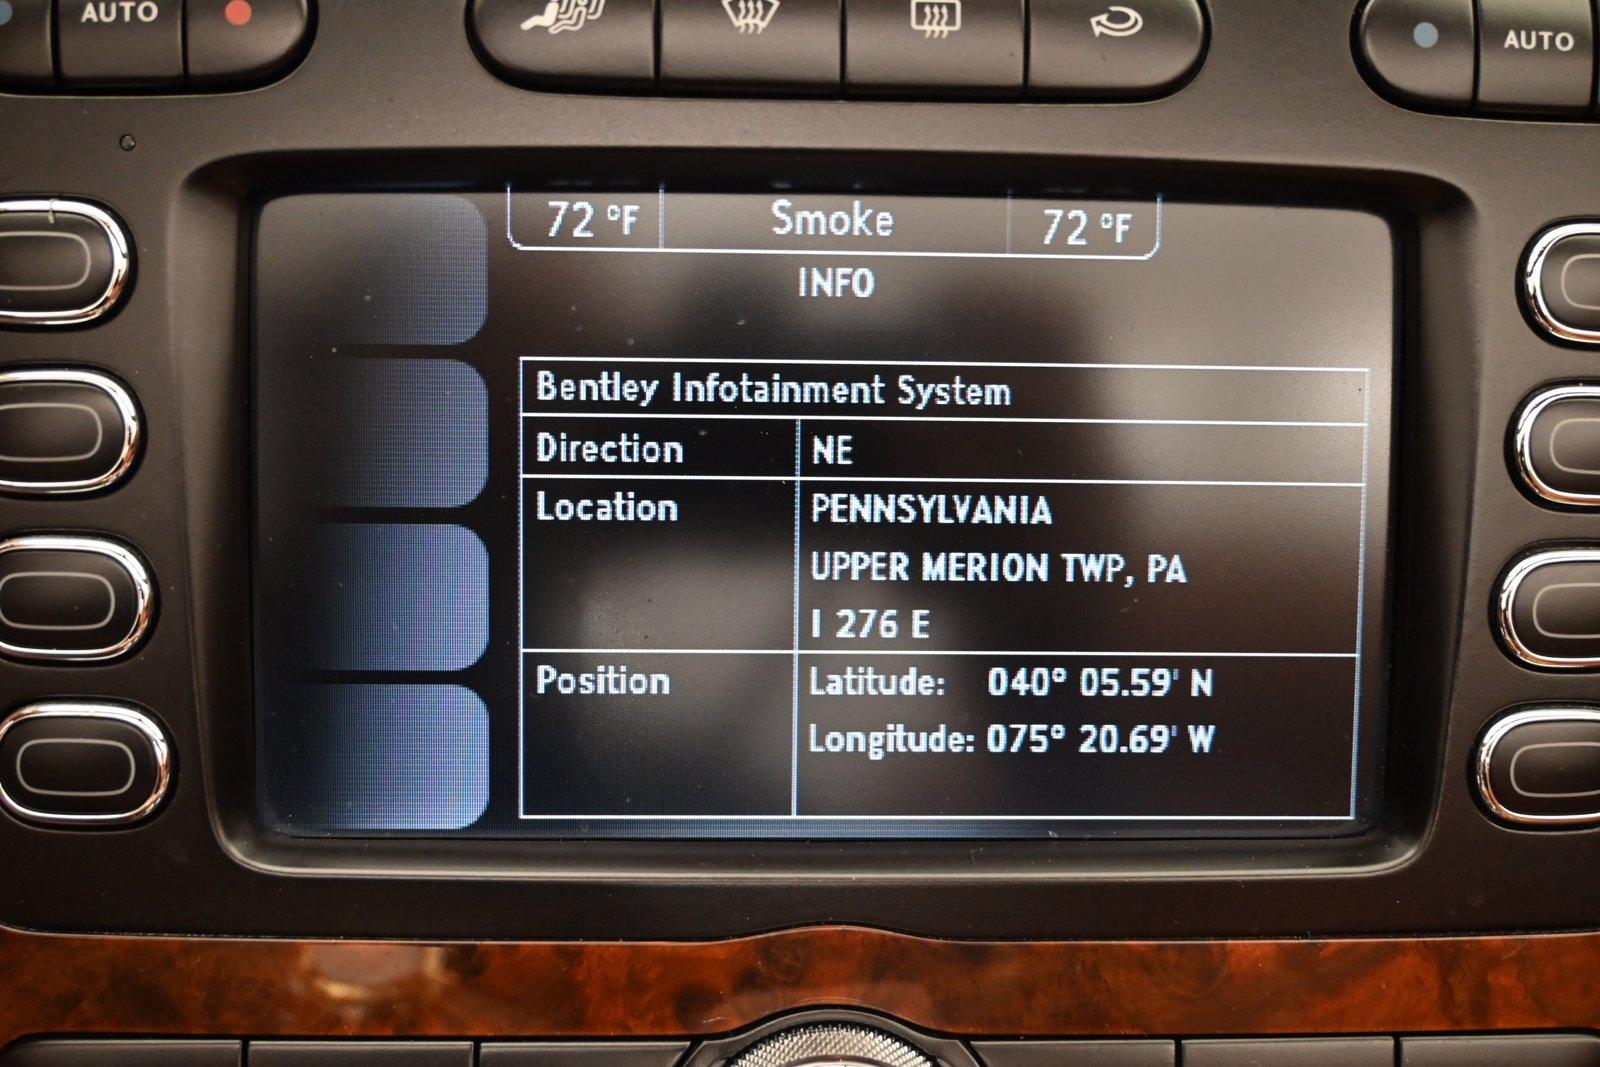 AUTO
AUTO
72 °F Smoke 72 °F
INFO
Bentley Infotainment System
Direction NE
Location PENNSYLVANIA
UPPER MERION TWP, PA
I 276 E
Position Latitude: 040° 05.59' N
Longitude: 075° 20.69' W